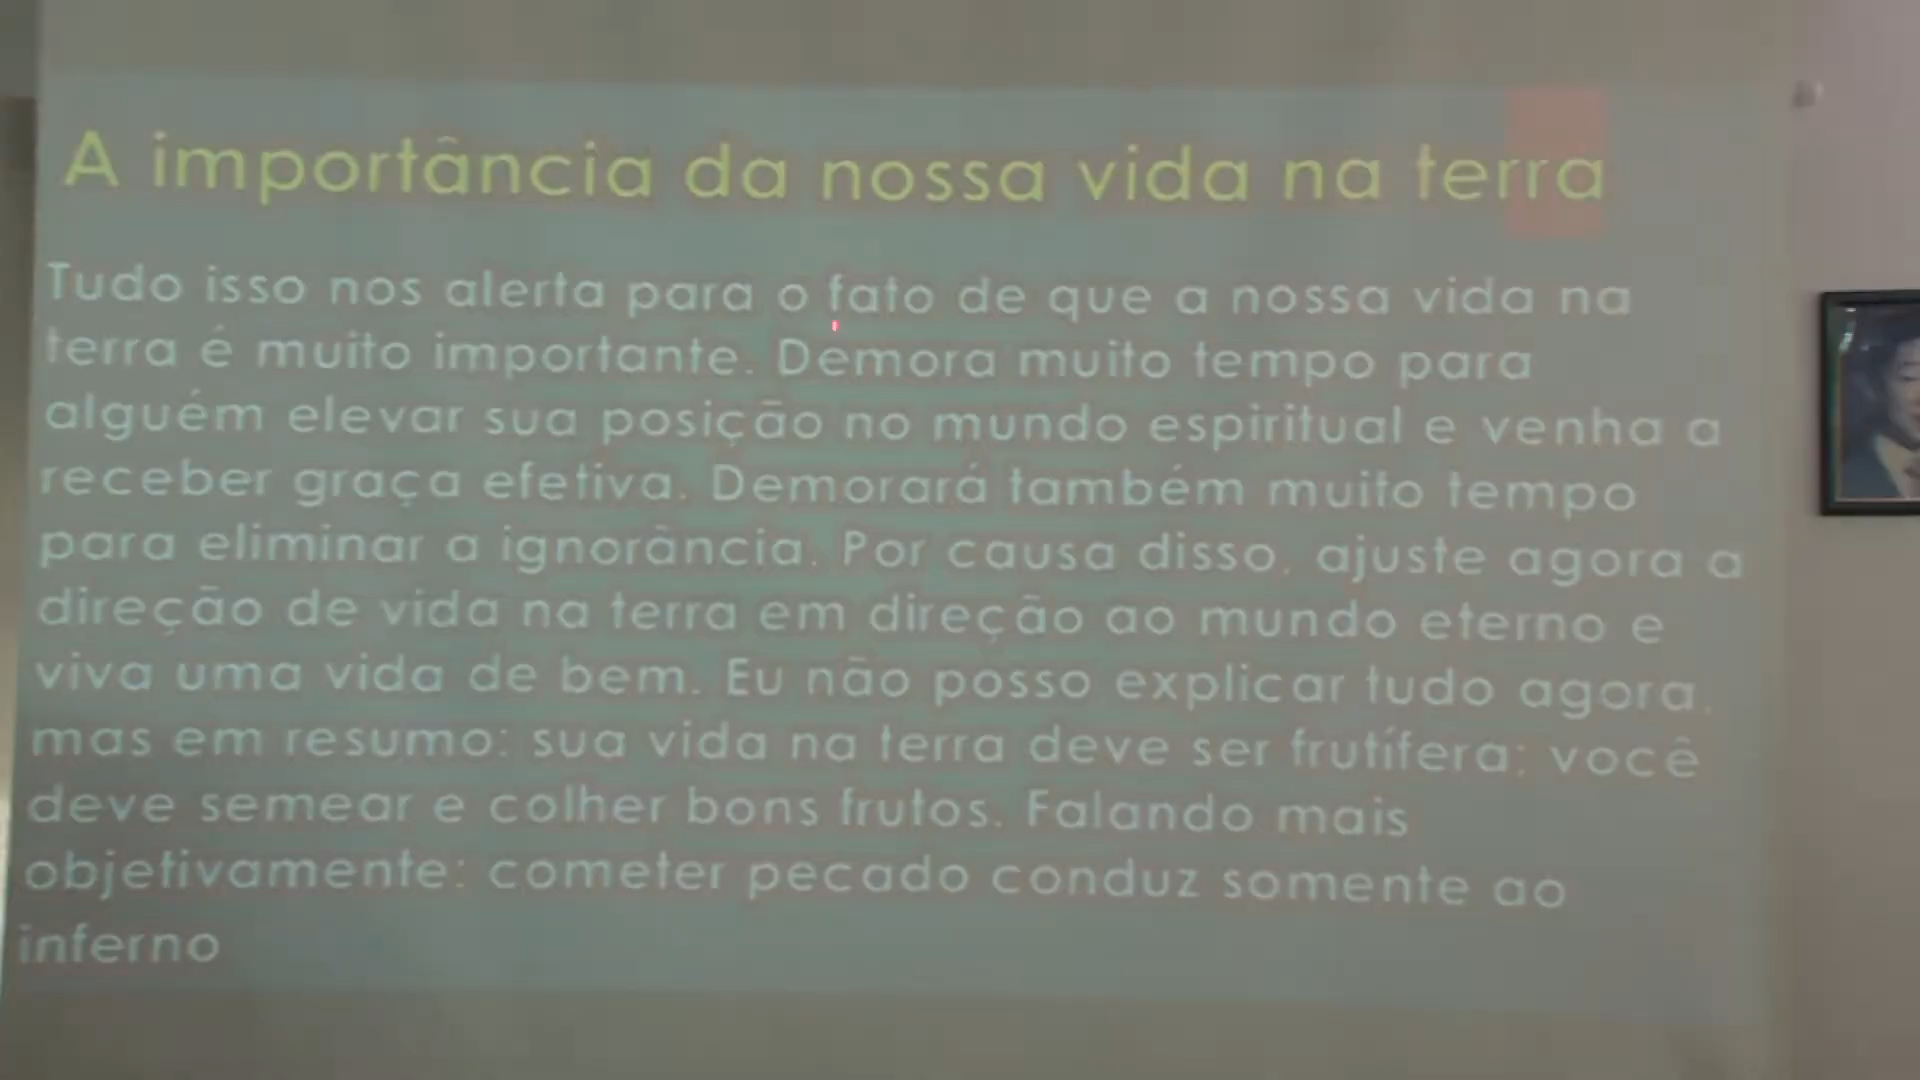 A importância da nossa vida na terra
Tudo isso nos alerta para o fato de que a nossa vida na
terra é muito importante. Demora muito tempo para
alguém elevar sua posição no mundo espiritual e venha a
receber graça efetiva. Demorará também muito tempo
para eliminar a ignorância. Por causa disso, ajuste agora a
direção de vida na terra em direção ao mundo eterno e
viva uma vida de bem. Eu não posso explicar tudo agora,
mas em resumo: sua vida na terra deve ser frutífera; você
deve semear e colher bons frutos. Falando mais
objetivamente: cometer pecado conduz somente ao
inferno